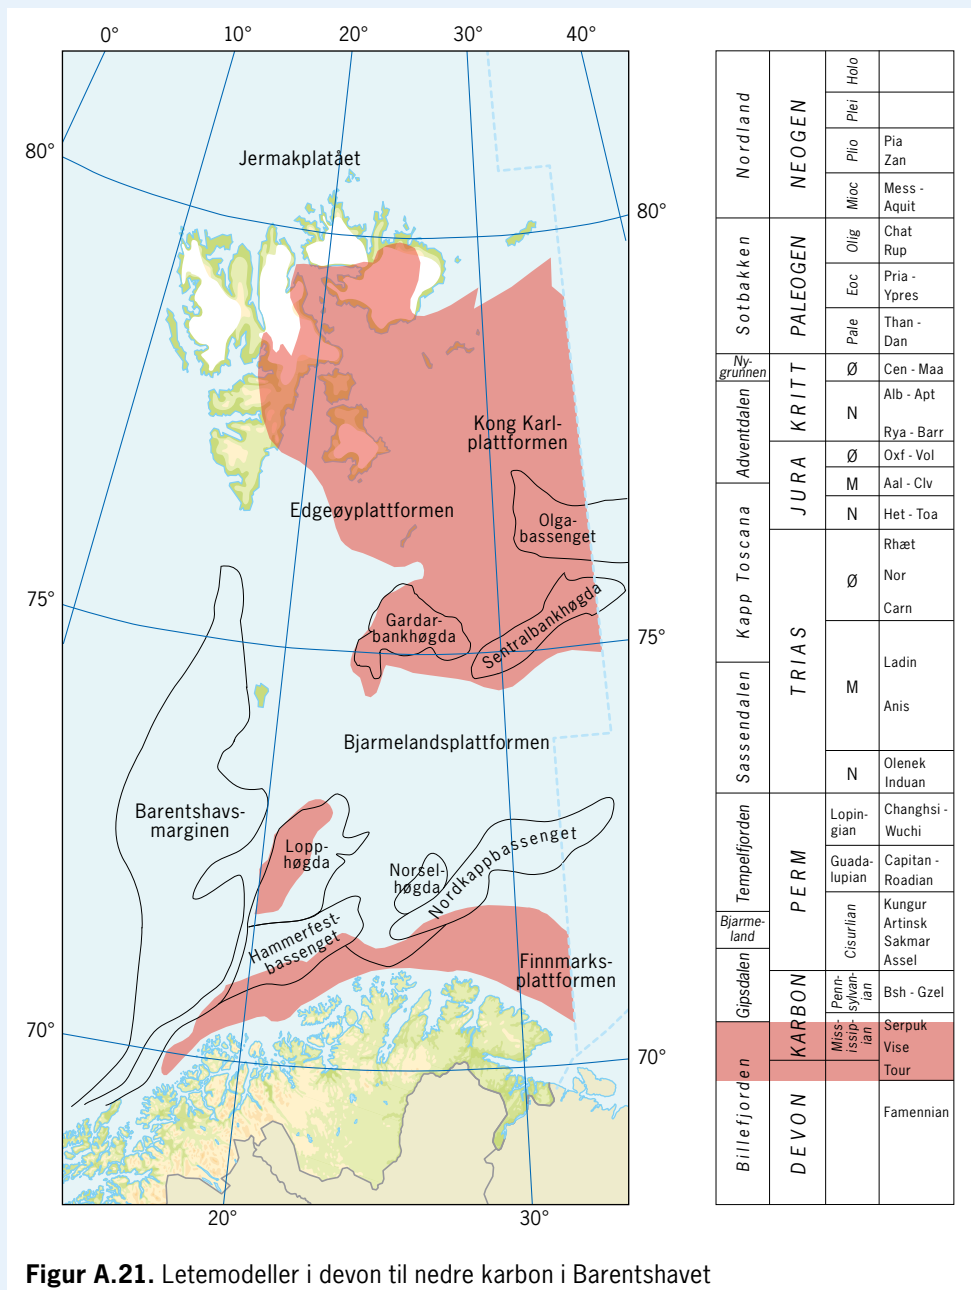 0°
10°
20°
30°
40°
80°
Jermakplatået
80°
Kong Karl-
plattformen
Edgeøyplattformen
Olga-
bassenget
75°
Gardar-
bankhøgda
Sentralbankhøgda
75°
Bjarmelandsplattformen
Barentshavs-
marginen
Lopp-
høgda
Norsel-
høgda
Nordkappbassenget
Hammerfest-
bassenget
Finnmarks-
plattformen
70°
70°
20°
30°
Nordland
Sotbakken
Ny-
grunnen
Adventdalen
Kapp Toscana
Sassendalen
Tempelfjorden
Bjarme-
land
Gipsdalen
Billefjorden
NEOGEN
PALEOGEN
KRITT
JURA
TRIAS
PERM
KARBON
DEVON
Holo
Plei
Plio
Mioc
Olig
Eoc
Pale
Ø
N
Ø
M
N
Ø
M
N
Lopin-
gian
Guada-
lupian
Cisurlian
Penn-
sylvan-
ian
Miss-
issipp-
ian
Pia
Zan
Mess -
Aquit
Chat
Rup
Pria -
Ypres
Than -
Dan
Cen - Maa
Alb - Apt
Rya - Barr
Oxf - Vol
Aal - Clv
Het - Toa
Rhæt
Nor
Carn
Ladin
Anis
Olenek
Induan
Changhsi -
Wuchi
Capitan -
Roadian
Kungur
Artinsk
Sakmar
Assel
Bsh - Gzel
Serpuk
Vise
Tour
Famennian
Figur A.21. Letemodeller i devon til nedre karbon i Barentshavet